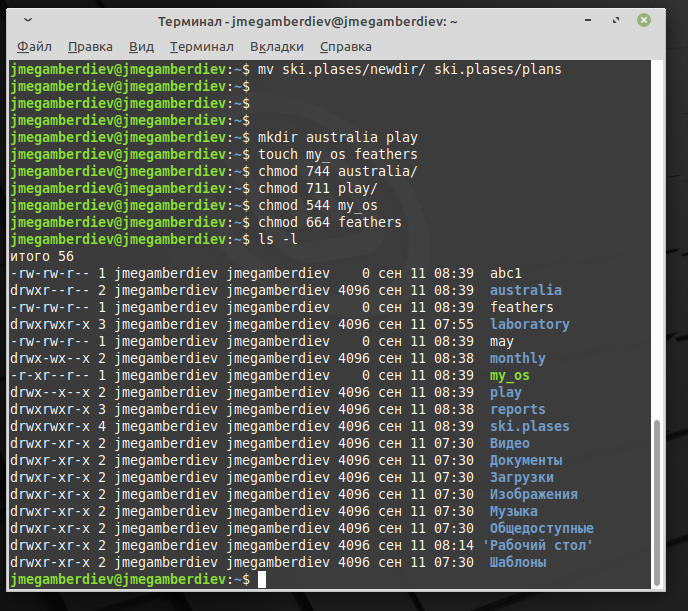 Терминал - jmegamberdiev@jmegamberdiev: ~
Файл Правка Вид Терминал Вкладки Справка
jmegamberdiev@jmegamberdiev:~$ mv ski.plases/newdir/ ski.plases/plans
jmegamberdiev@jmegamberdiev:~$
jmegamberdiev@jmegamberdiev:~$
jmegamberdiev@jmegamberdiev:~$
jmegamberdiev@jmegamberdiev:~$ mkdir australia play
jmegamberdiev@jmegamberdiev:~$ touch my_os feathers
jmegamberdiev@jmegamberdiev:~$ chmod 744 australia/
jmegamberdiev@jmegamberdiev:~$ chmod 711 play/
jmegamberdiev@jmegamberdiev:~$ chmod 544 my_os
jmegamberdiev@jmegamberdiev:~$ chmod 664 feathers
jmegamberdiev@jmegamberdiev:~$ ls -l
итого 56
-rw-rw-r-- 1 jmegamberdiev jmegamberdiev    0 сен 11 08:39  abc1
drwxr--r-- 2 jmegamberdiev jmegamberdiev 4096 сен 11 08:39  australia
-rw-rw-r-- 1 jmegamberdiev jmegamberdiev    0 сен 11 08:39  feathers
drwxrwxr-x 3 jmegamberdiev jmegamberdiev 4096 сен 11 07:55  laboratory
-rw-rw-r-- 1 jmegamberdiev jmegamberdiev    0 сен 11 08:39  may
drwx-wx--x 2 jmegamberdiev jmegamberdiev 4096 сен 11 08:38  monthly
-r-xr--r-- 1 jmegamberdiev jmegamberdiev    0 сен 11 08:39  my_os
drwx--x--x 2 jmegamberdiev jmegamberdiev 4096 сен 11 08:39  play
drwxrwxr-x 3 jmegamberdiev jmegamberdiev 4096 сен 11 08:38  reports
drwxrwxr-x 4 jmegamberdiev jmegamberdiev 4096 сен 11 08:39  ski.plases
drwxr-xr-x 2 jmegamberdiev jmegamberdiev 4096 сен 11 07:30  Видео
drwxr-xr-x 2 jmegamberdiev jmegamberdiev 4096 сен 11 07:30  Документы
drwxr-xr-x 2 jmegamberdiev jmegamberdiev 4096 сен 11 07:30  Загрузки
drwxr-xr-x 2 jmegamberdiev jmegamberdiev 4096 сен 11 07:30  Изображения
drwxr-xr-x 2 jmegamberdiev jmegamberdiev 4096 сен 11 07:30  Музыка
drwxr-xr-x 2 jmegamberdiev jmegamberdiev 4096 сен 11 07:30  Общедоступные
drwxr-xr-x 2 jmegamberdiev jmegamberdiev 4096 сен 11 08:14 'Рабочий стол'
drwxr-xr-x 2 jmegamberdiev jmegamberdiev 4096 сен 11 07:30  Шаблоны
jmegamberdiev@jmegamberdiev:~$